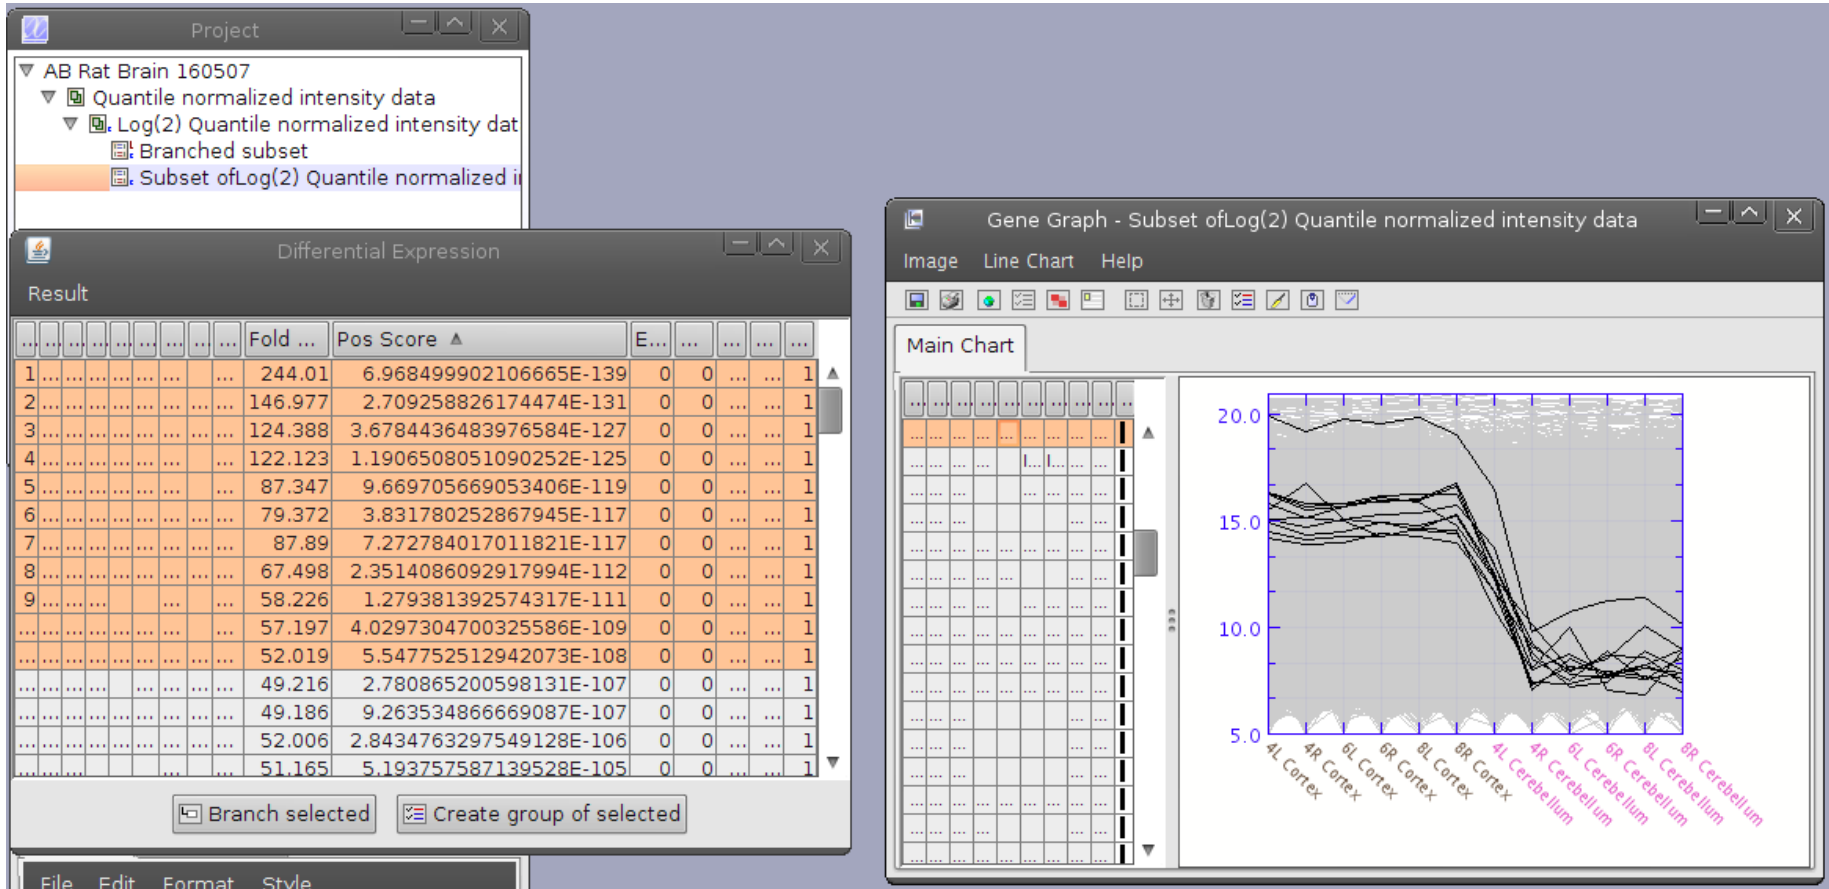 Project
AB Rat Brain 160507
Quantile normalized intensity data
Log(2) Quantile normalized intensity dat
Branched subset
Subset ofLog(2) Quantile normalized i
Differential Expression
Result
... ... ... ... ... ... ... ... ... Fold ... Pos Score E... ... ... ... ...
1 ... ... ... ... ... ... ... 244.01 6.968499902106665E-139 0 0 ... ... 1
2 ... ... ... ... ... ... ... ... 146.977 2.709258826174474E-131 0 0 ... ... 1
3 ... ... ... ... ... ... ... ... 124.388 3.6784436483976584E-127 0 0 ... ... 1
4 ... ... ... ... ... ... ... ... 122.123 1.1906508051090252E-125 0 0 ... ... 1
5 ... ... ... ... ... ... ... 87.347 9.669705669053406E-119 0 0 ... ... 1
6 ... ... ... ... ... ... ... ... 79.372 3.831780252867945E-117 0 0 ... ... 1
7 ... ... ... ... ... ... ... 87.89 7.272784017011821E-117 0 0 ... ... 1
8 ... ... ... ... ... ... ... ... 67.498 2.3514086092917994E-112 0 0 ... ... 1
9 ... ... ... ... ... 58.226 1.279381392574317E-111 0 0 ... ... 1
... ... ... ... ... ... ... ... ... 57.197 4.0297304700325586E-109 0 0 ... ... 1
... ... ... ... ... ... ... ... ... 52.019 5.547752512942073E-108 0 0 ... ... 1
... ... ... ... ... ... ... ... 49.216 2.780865200598131E-107 0 0 ... ... 1
... ... ... ... ... ... ... ... ... 49.186 9.263534866669087E-107 0 0 ... ... 1
... ... ... ... ... ... ... ... ... 52.006 2.8434763297549128E-106 0 0 ... ... 1
... ... ... ... ... ... 51.165 5.193757587139528E-105 0 0 ... ... 1
Branch selected
Create group of selected
File Edit Format Style
Gene Graph - Subset ofLog(2) Quantile normalized intensity data
Image Line Chart Help
Main Chart
20.0
15.0
10.0
5.0
4L Cortex
4R Cortex
6L Cortex
6R Cortex
8L Cortex
8R Cortex
4L Cerebellum
4R Cerebellum
6L Cerebellum
6R Cerebellum
8L Cerebellum
8R Cerebellum